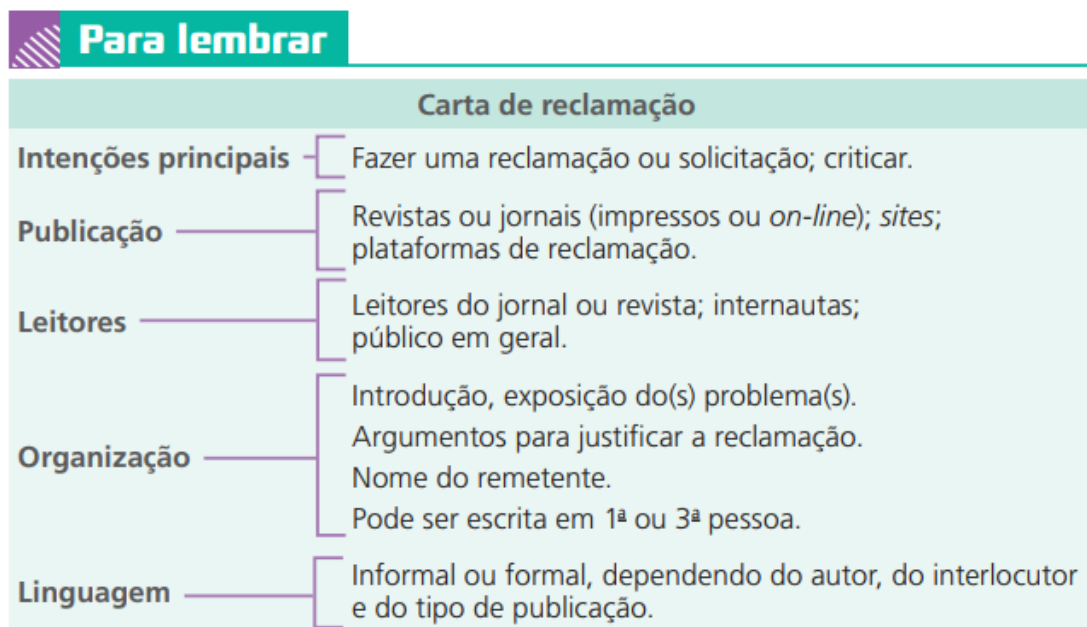 Para lembrar
Carta de reclamação
Intenções principais
Fazer uma reclamação ou solicitação; criticar.
Publicação
Revistas ou jornais (impressos ou on-line); sites;
plataformas de reclamação.
Leitores
Leitores do jornal ou revista; internautas;
público em geral.
Organização
Introdução, exposição do(s) problema(s).
Argumentos para justificar a reclamação.
Nome do remetente.
Pode ser escrita em 1ª ou 3ª pessoa.
Linguagem
Informal ou formal, dependendo do autor, do interlocutor
e do tipo de publicação.